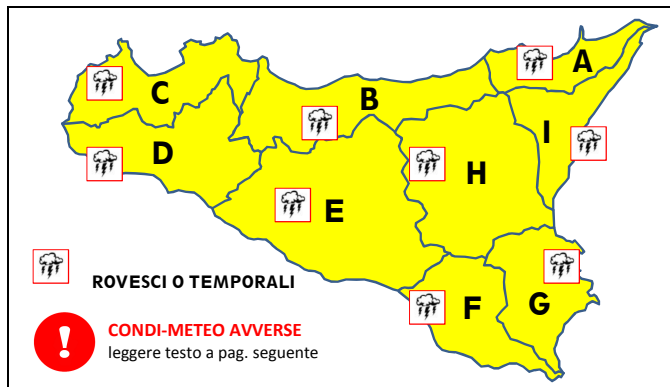 A
C
B
I
D
H
E
F
G
ROVESCI O TEMPORALI
CONDI-METEO AVVERSE
leggere testo a pag. seguente